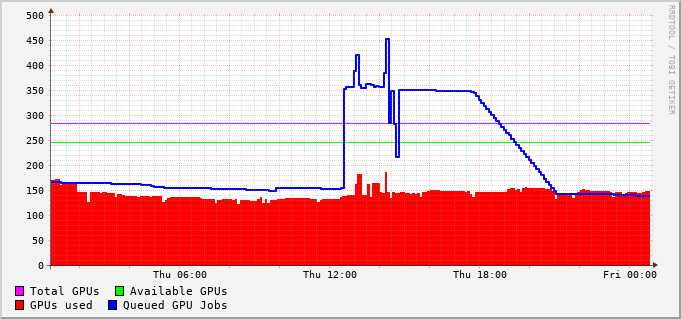 500
450
400
350
300
250
200
150
100
50
0
Thu 06:00 Thu 12:00 Thu 18:00 Fri 00:00
Total GPUs Available GPUs
GPUs used Queued GPU Jobs
RRDTOOL / TOBI OETIKER